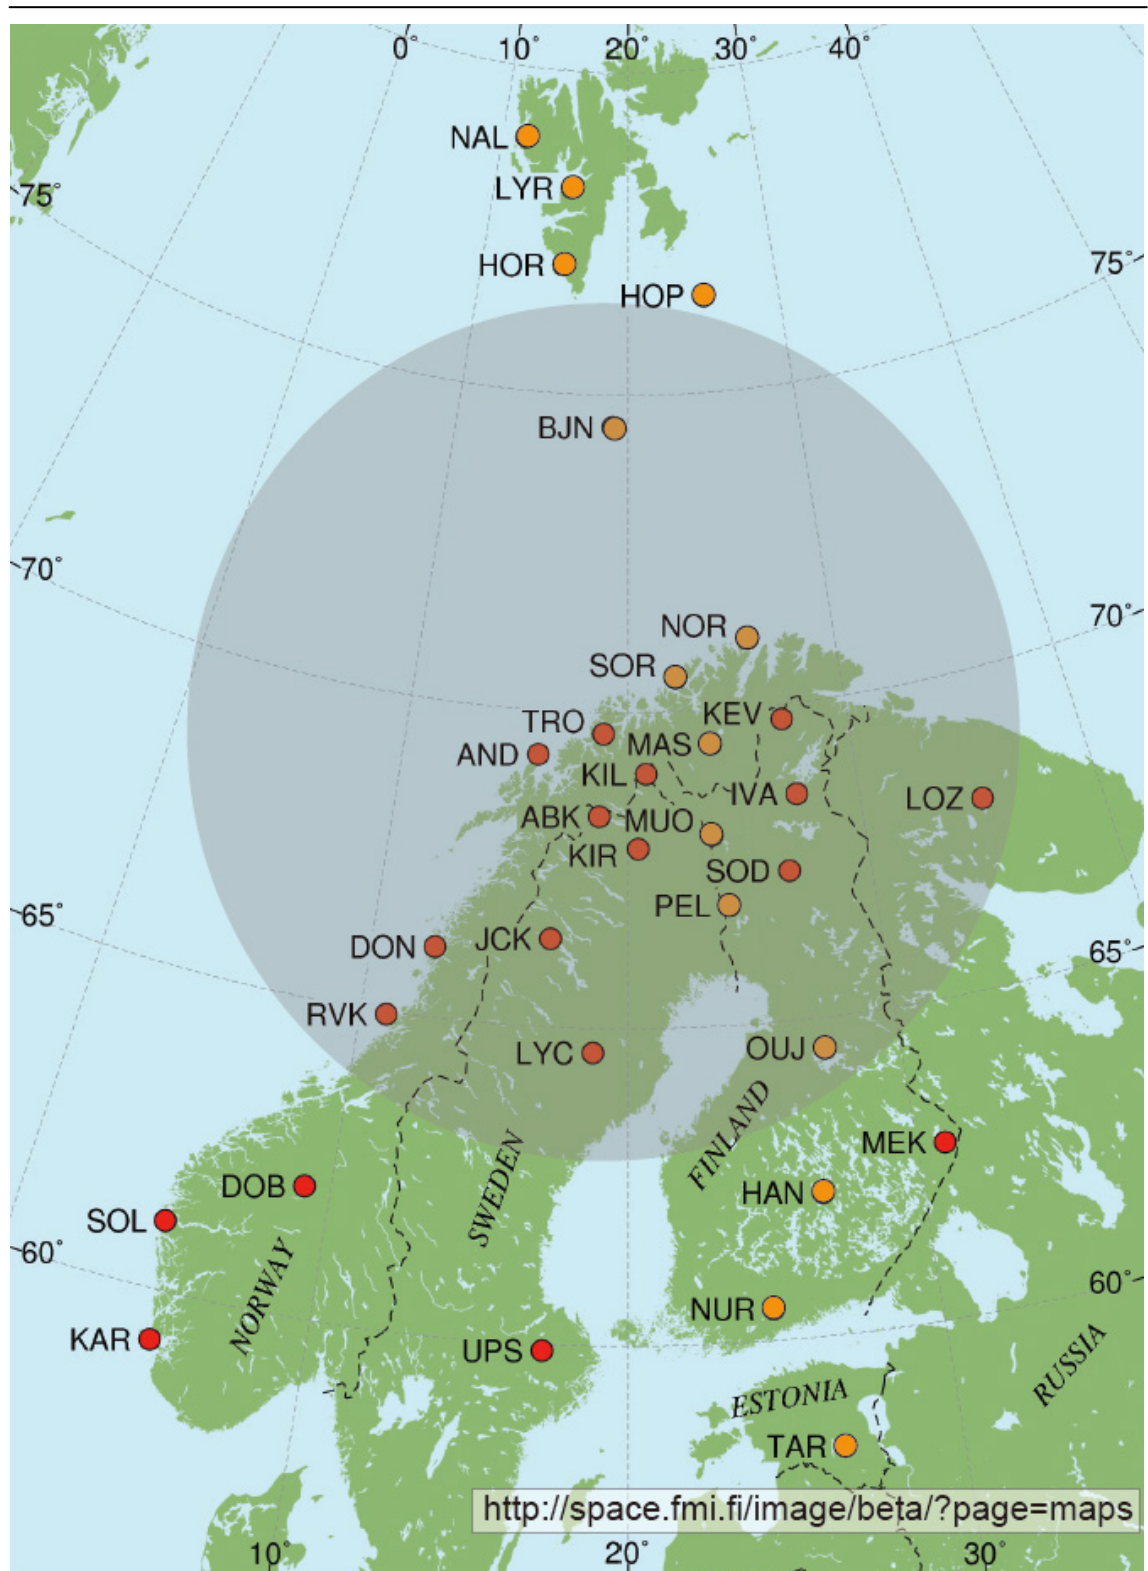 0° 10° 20° 30° 40°
NAL
75°
LYR
75°
HOR
HOP
BJN
70°
70°
NOR
SOR
TRO
KEV
AND
MAS
KIL
IVA
LOZ
ABK
MUO
KIR
SOD
PEL
65°
DON
JCK
65°
RVK
LYC
OUJ
FINLAND
SWEDEN
MEK
DOB
HAN
SOL
60°
60°
NORWAY
NUR
KAR
UPS
RUSSIA
ESTONIA
TAR
http://space.fmi.fi/image/beta/?page=maps
10° 20° 30°